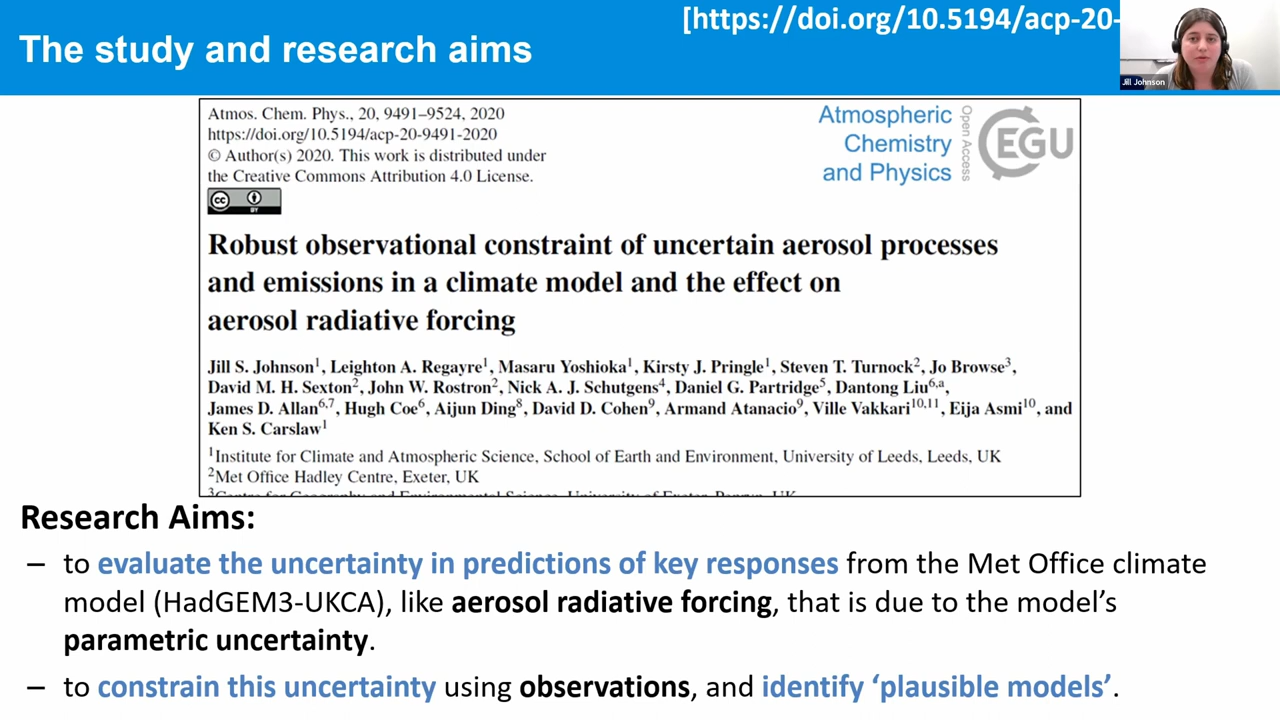 [https://doi.org/10.5194/acp-20-
The study and research aims
Jill Johnson
Atmos. Chem. Phys., 20, 9491–9524, 2020
https://doi.org/10.5194/acp-20-9491-2020
© Author(s) 2020. This work is distributed under
the Creative Commons Attribution 4.0 License.
cc
BY
Atmospheric
Chemistry
and Physics
Open Access
EGU
Robust observational constraint of uncertain aerosol processes
and emissions in a climate model and the effect on
aerosol radiative forcing
Jill S. Johnson1, Leighton A. Regayre1, Masaru Yoshioka1, Kirsty J. Pringle1, Steven T. Turnock2, Jo Browse3,
David M. H. Sexton2, John W. Rostron2, Nick A. J. Schutgens4, Daniel G. Partridge5, Dantong Liu6,a,
James D. Allan6,7, Hugh Coe6, Aijun Ding8, David D. Cohen9, Armand Atanacio9, Ville Vakkari10,11, Eija Asmi10, and
Ken S. Carslaw1
1Institute for Climate and Atmospheric Science, School of Earth and Environment, University of Leeds, Leeds, UK
2Met Office Hadley Centre, Exeter, UK
Research Aims:
– to evaluate the uncertainty in predictions of key responses from the Met Office climate
model (HadGEM3-UKCA), like aerosol radiative forcing, that is due to the model’s
parametric uncertainty.
– to constrain this uncertainty using observations, and identify ‘plausible models’.